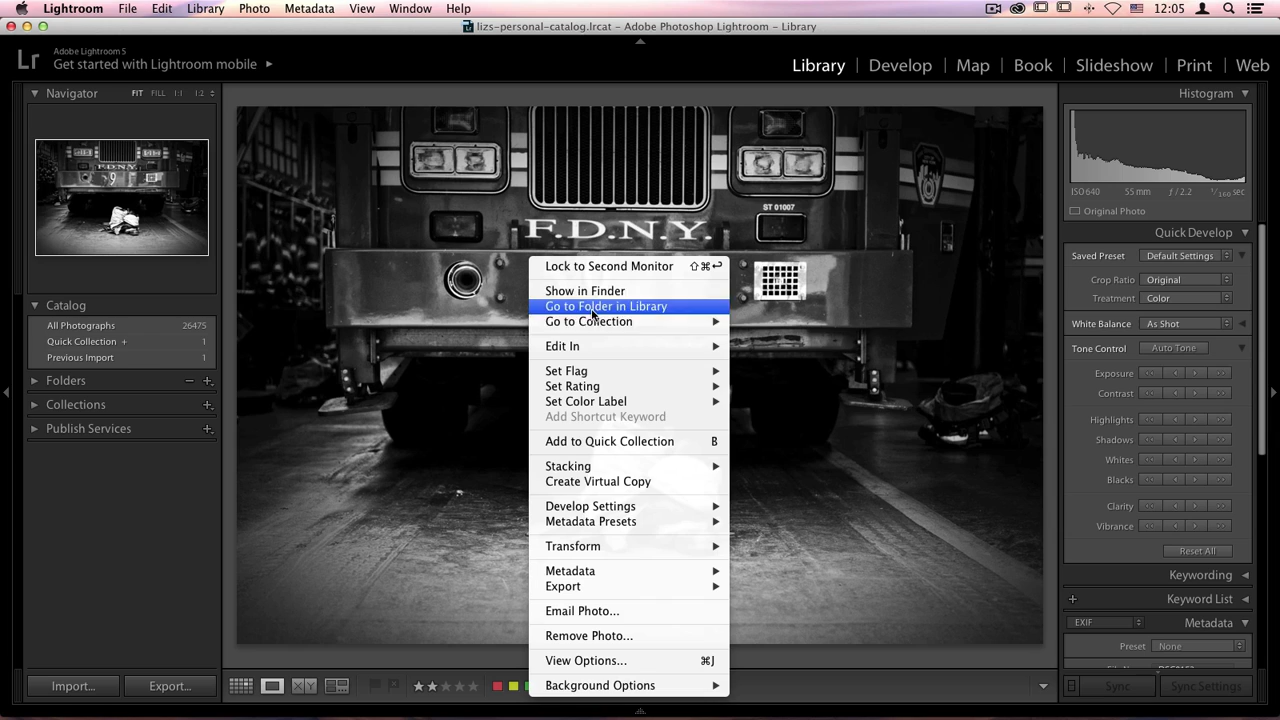 Lightroom File Edit Library Photo Metadata View Window Help 12:05
lizs-personal-catalog.lrcat – Adobe Photoshop Lightroom – Library
Lr
Adobe Lightroom 5
Get started with Lightroom mobile
Library | Develop | Map | Book | Slideshow | Print | Web
Navigator FIT FILL 1:1 1:2
Catalog
All Photographs 26475
Quick Collection + 1
Previous Import 1
Folders
Collections
Publish Services
Import... Export...
ST 01007
F.D.N.Y.
Lock to Second Monitor ⇧⌘↩
Show in Finder
Go to Folder in Library
Go to Collection
Edit In
Set Flag
Set Rating
Set Color Label
Add Shortcut Keyword
Add to Quick Collection B
Stacking
Create Virtual Copy
Develop Settings
Metadata Presets
Transform
Metadata
Export
Email Photo...
Remove Photo...
View Options... ⌘J
Background Options
Histogram
ISO 640 55 mm ƒ / 2.2 1/160 sec
Original Photo
Quick Develop
Saved Preset Default Settings
Crop Ratio Original
Treatment Color
White Balance As Shot
Tone Control Auto Tone
Exposure
Contrast
Highlights
Shadows
Whites
Blacks
Clarity
Vibrance
Reset All
Keywording
Keyword List
EXIF Metadata
Preset None
Sync Sync Settings